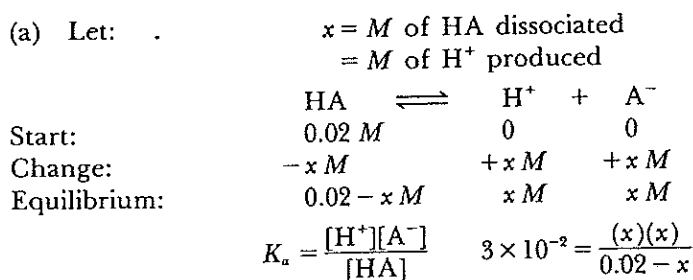 (a) Let: . x = M of HA dissociated
= M of H⁺ produced
HA ⇌ H⁺ + A⁻
Start: 0.02 M 0 0
Change: − x M + x M + x M
Equilibrium: 0.02 − x M x M x M
Kₐ = [H⁺][A⁻] / [HA] 3 × 10⁻² = (x)(x) / 0.02 − x